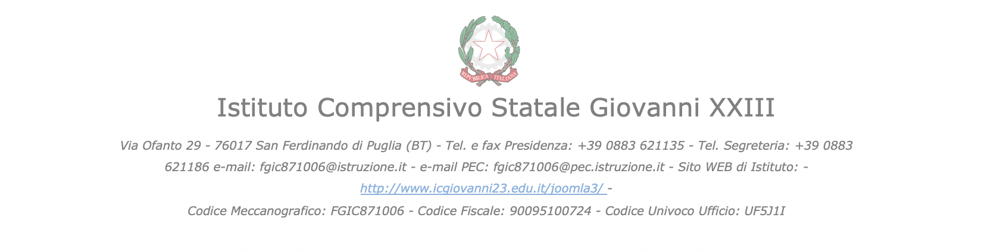 REPVBBLICA ITALIANA
Istituto Comprensivo Statale Giovanni XXIII
Via Ofanto 29 - 76017 San Ferdinando di Puglia (BT) - Tel. e fax Presidenza: +39 0883 621135 - Tel. Segreteria: +39 0883
621186 e-mail: fgic871006@istruzione.it - e-mail PEC: fgic871006@pec.istruzione.it - Sito WEB di Istituto: -
http://www.icgiovanni23.edu.it/joomla3/ -
Codice Meccanografico: FGIC871006 - Codice Fiscale: 90095100724 - Codice Univoco Ufficio: UF5J1I